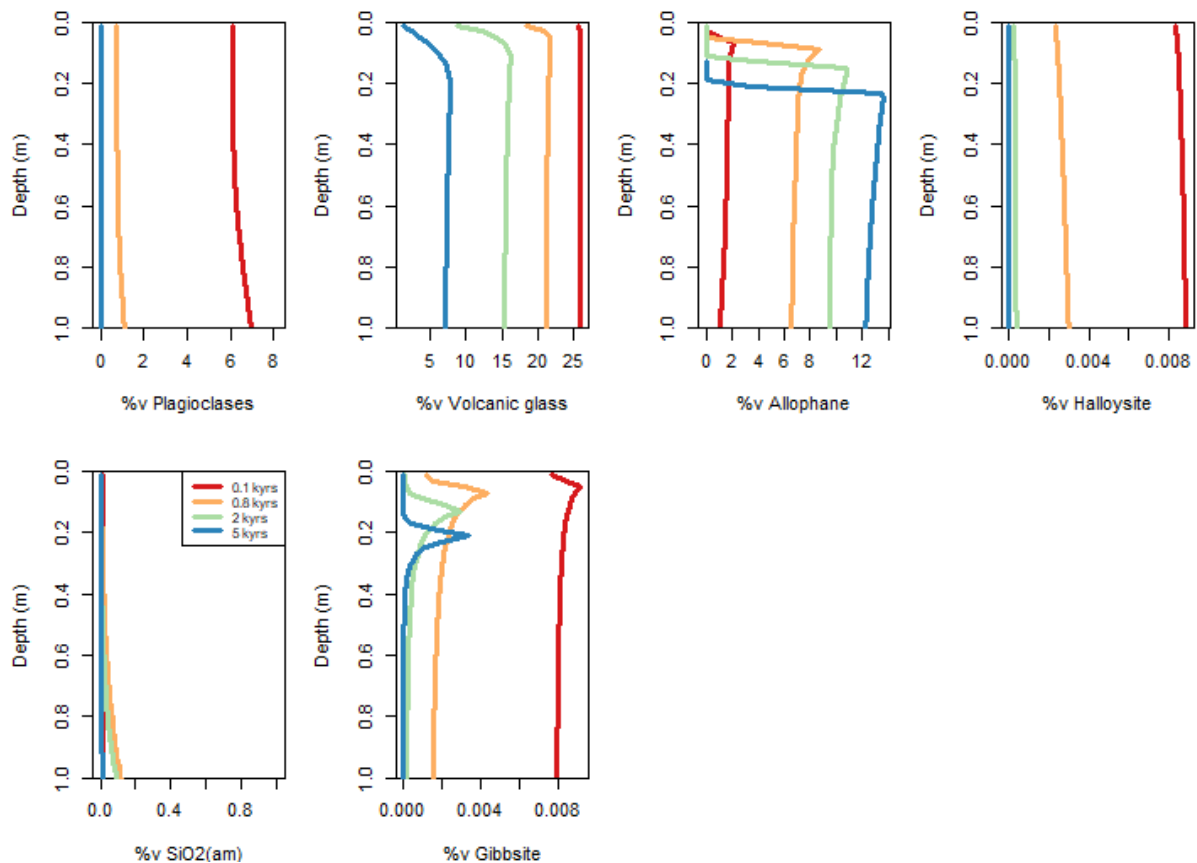 0.0 0.2 0.4 0.6 0.8 1.0
Depth (m)
0 2 4 6 8
%v Plagioclases
0.0 0.2 0.4 0.6 0.8 1.0
Depth (m)
5 10 15 20 25
%v Volcanic glass
0.0 0.2 0.4 0.6 0.8 1.0
Depth (m)
0 2 4 6 8 12
%v Allophane
0.0 0.2 0.4 0.6 0.8 1.0
Depth (m)
0.000 0.004 0.008
%v Halloysite
0.0 0.2 0.4 0.6 0.8 1.0
Depth (m)
0.1 kyrs
0.8 kyrs
2 kyrs
5 kyrs
0.0 0.4 0.8
%v SiO2(am)
0.0 0.2 0.4 0.6 0.8 1.0
Depth (m)
0.000 0.004 0.008
%v Gibbsite